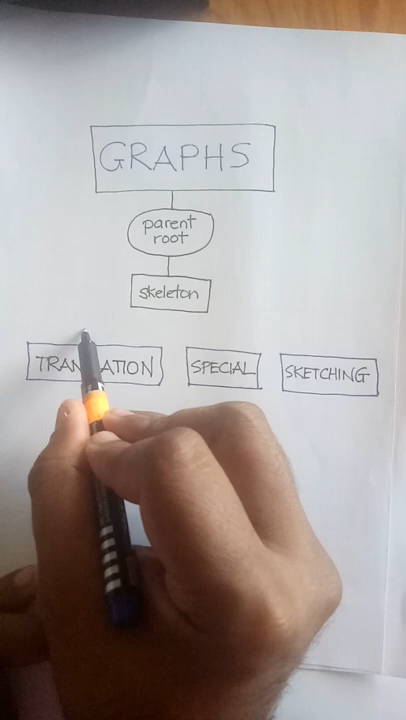 GRAPHS
parent
root
skeleton
SPECIAL
SKETCHING